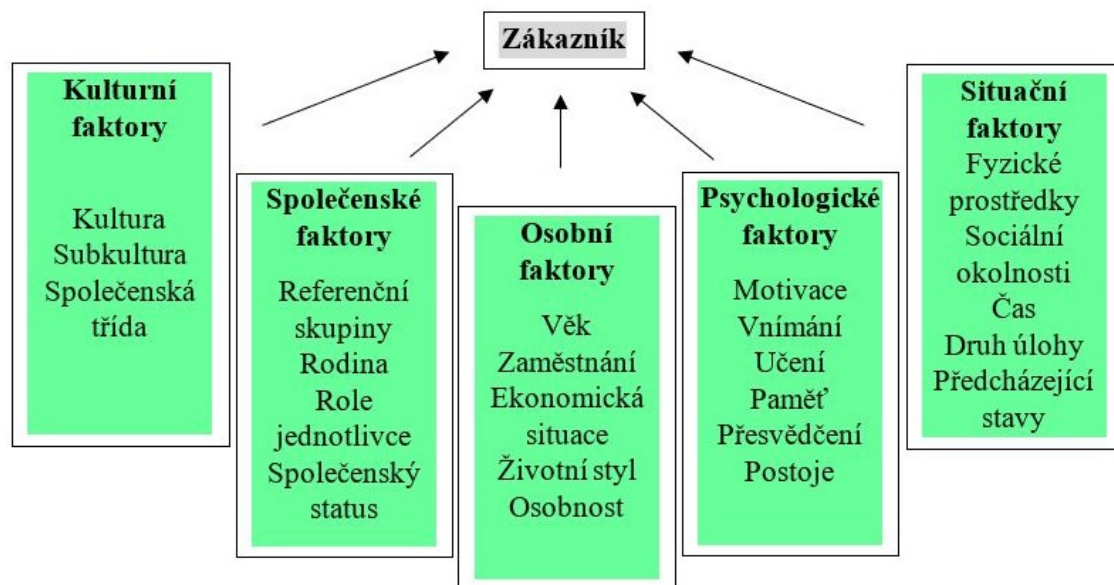 Zákazník
Kulturní
faktory
Kultura
Subkultura
Společenská
třída
Společenské
faktory
Referenční
skupiny
Rodina
Role
jednotlivce
Společenský
status
Osobní
faktory
Věk
Zaměstnání
Ekonomická
situace
Životní styl
Osobnost
Psychologické
faktory
Motivace
Vnímání
Učení
Paměť
Přesvědčení
Postoje
Situační
faktory
Fyzické
prostředky
Sociální
okolnosti
Čas
Druh úlohy
Předcházející
stavy